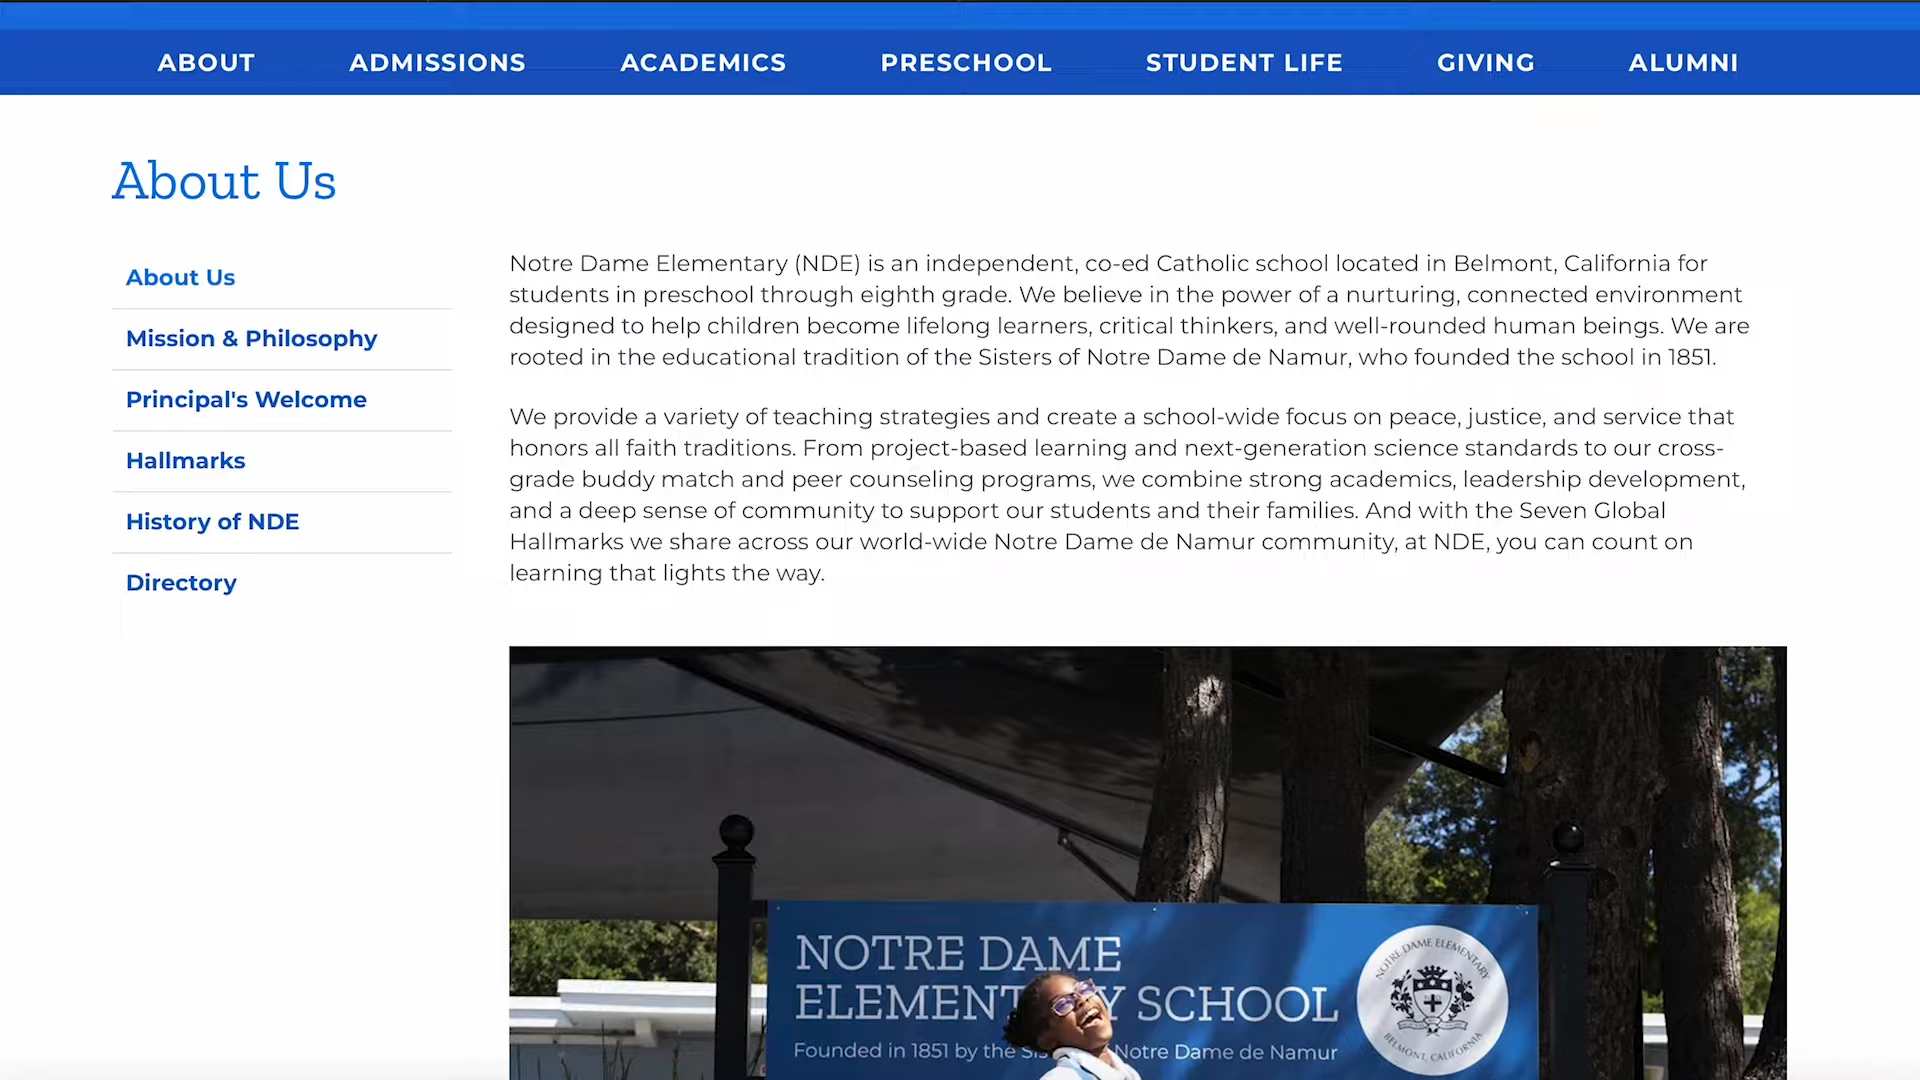 ABOUT ADMISSIONS ACADEMICS PRESCHOOL STUDENT LIFE GIVING ALUMNI
About Us
About Us
Mission & Philosophy
Principal's Welcome
Hallmarks
History of NDE
Directory
Notre Dame Elementary (NDE) is an independent, co-ed Catholic school located in Belmont, California for
students in preschool through eighth grade. We believe in the power of a nurturing, connected environment
designed to help children become lifelong learners, critical thinkers, and well-rounded human beings. We are
rooted in the educational tradition of the Sisters of Notre Dame de Namur, who founded the school in 1851.
We provide a variety of teaching strategies and create a school-wide focus on peace, justice, and service that
honors all faith traditions. From project-based learning and next-generation science standards to our cross-
grade buddy match and peer counseling programs, we combine strong academics, leadership development,
and a deep sense of community to support our students and their families. And with the Seven Global
Hallmarks we share across our world-wide Notre Dame de Namur community, at NDE, you can count on
learning that lights the way.
NOTRE DAME
ELEMENT Y SCHOOL
Founded in 1851 by the Sis Notre Dame de Namur
NOTRE DAME ELEMENTARY
BELMONT, CALIFORNIA